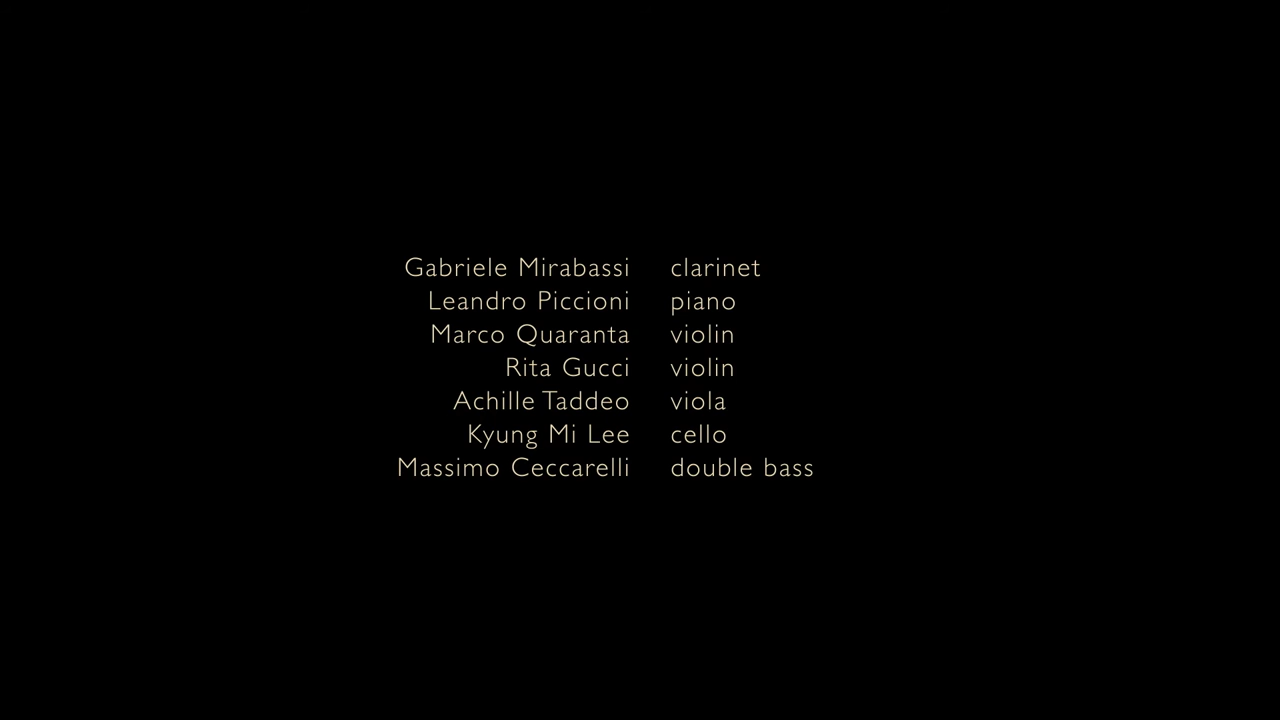 Gabriele Mirabassi clarinet
Leandro Piccioni piano
Marco Quaranta violin
Rita Gucci violin
Achille Taddeo viola
Kyung Mi Lee cello
Massimo Ceccarelli double bass